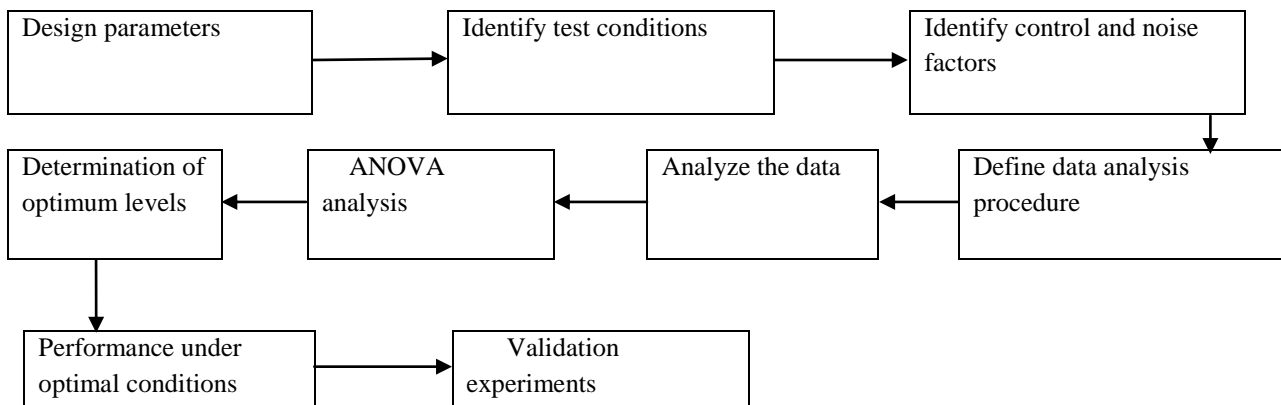 Design parameters
Identify test conditions
Identify control and noise
factors
Define data analysis
procedure
Analyze the data
ANOVA
analysis
Determination of
optimum levels
Performance under
optimal conditions
Validation
experiments